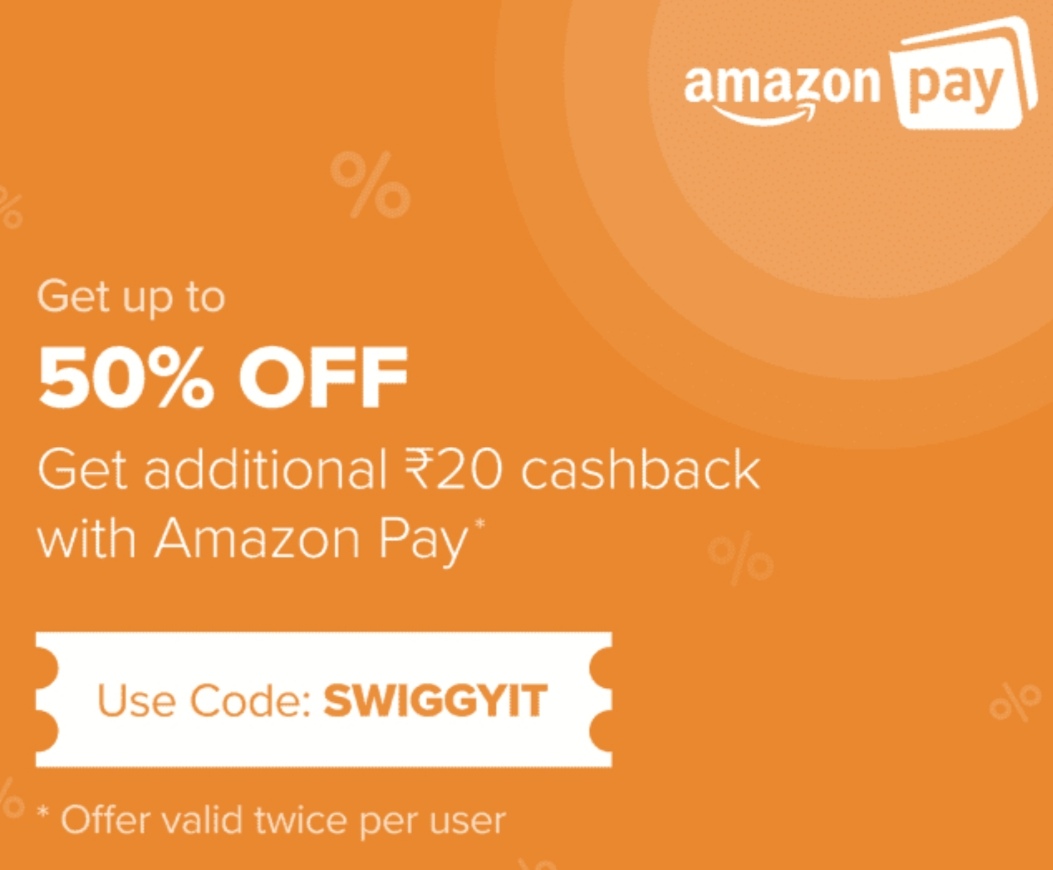 amazon pay
Get up to
50% OFF
Get additional ₹20 cashback
with Amazon Pay*
Use Code: SWIGGYIT
* Offer valid twice per user